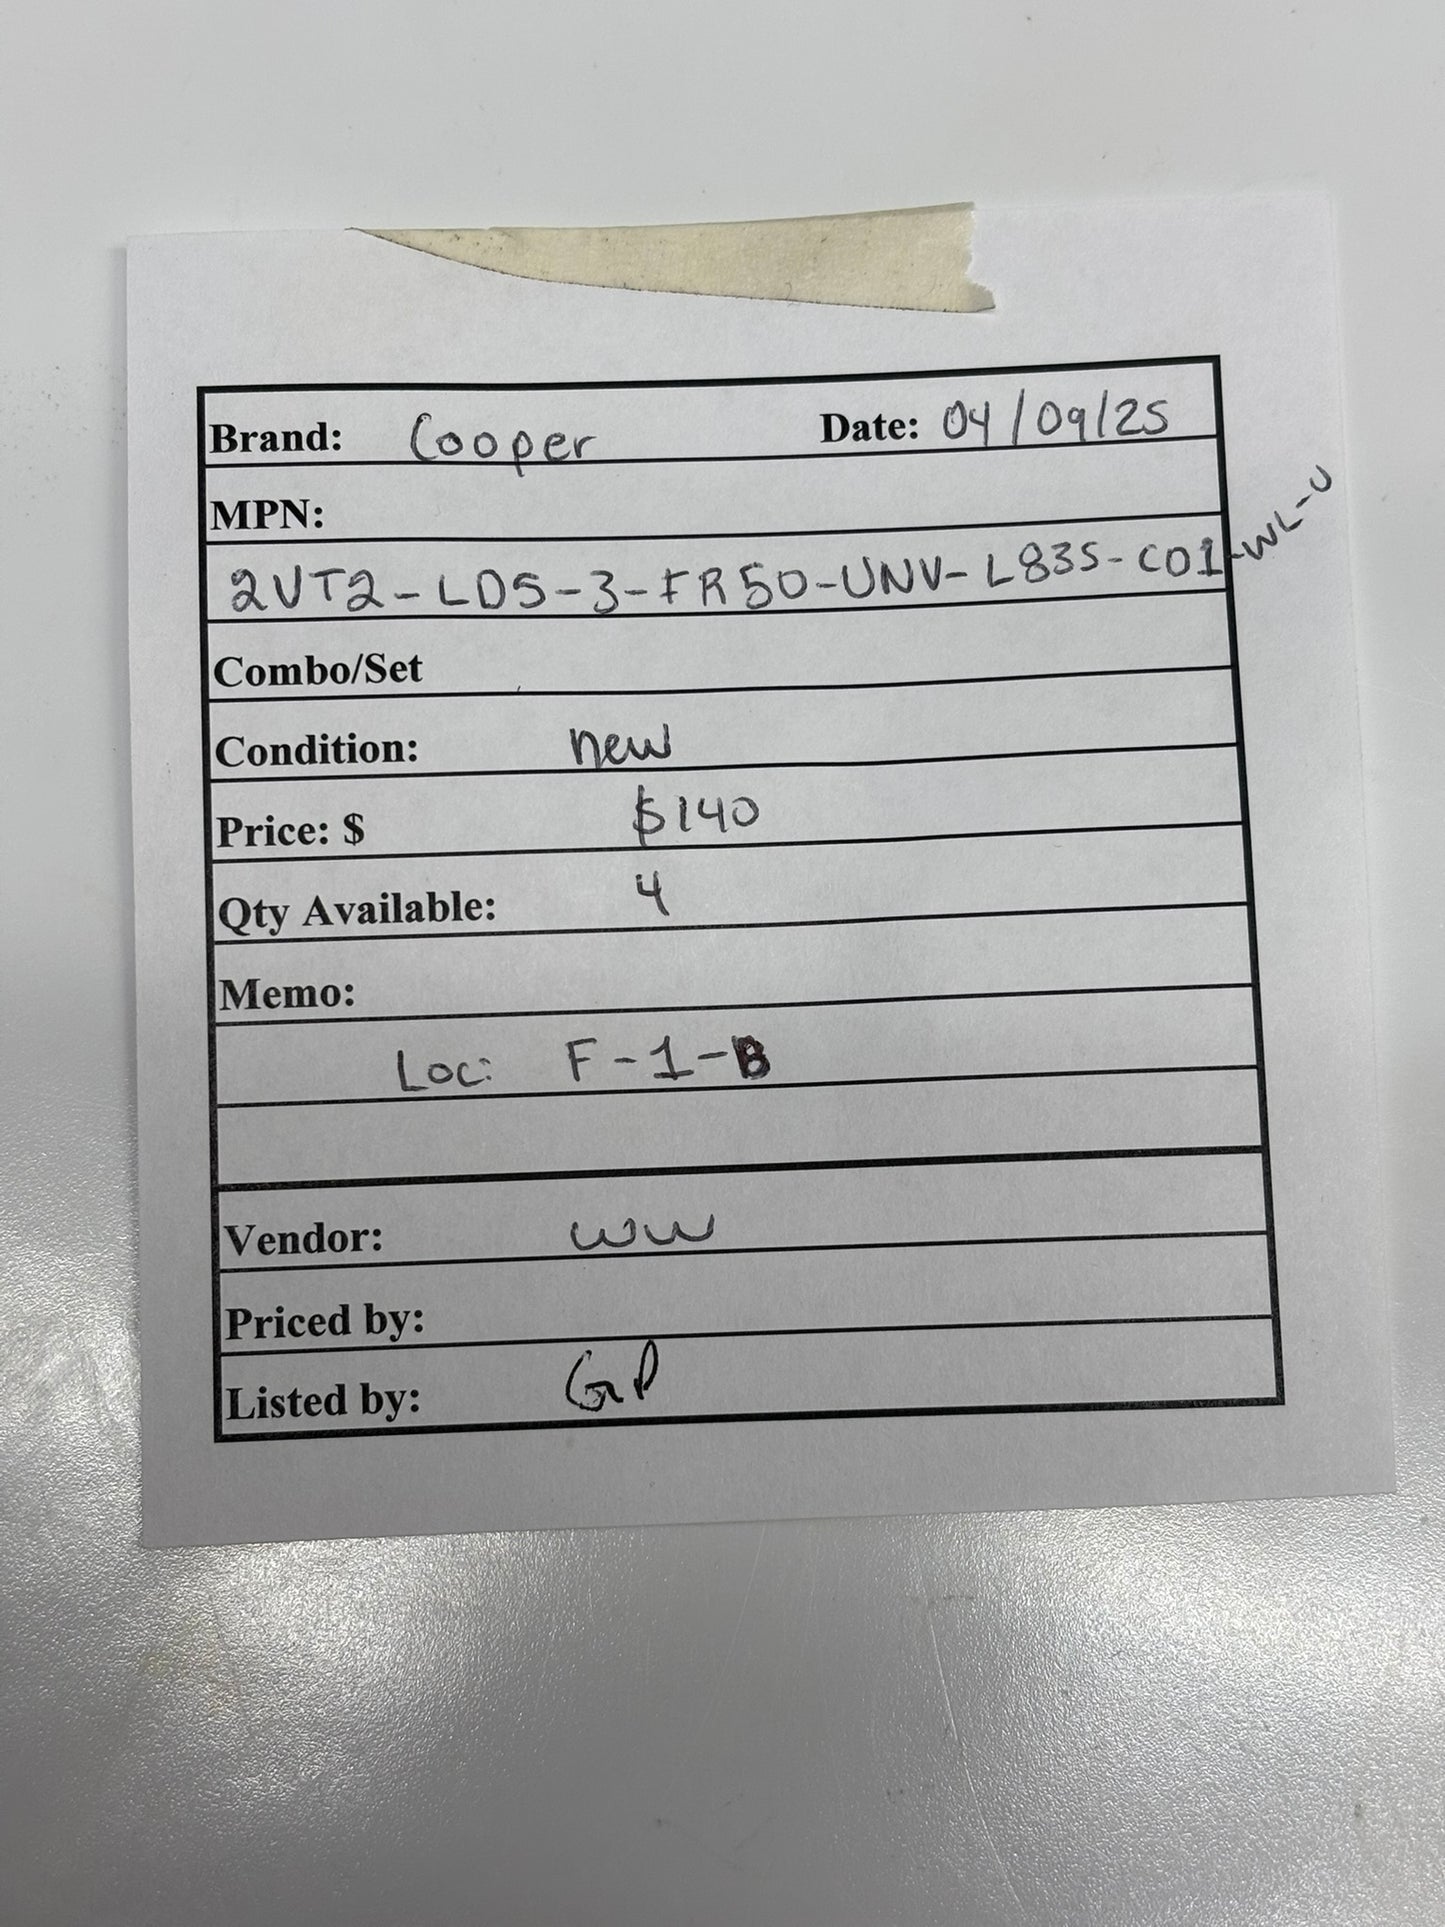 Brand: Cooper Date: 04/09/25
MPN:
2VT2-LD5-3-FR50-UNV-L835-CD1-WL-U
Combo/Set
Condition: new
Price: $ $140
Qty Available: 4
Memo:
Loc: F-1-B
Vendor: WW
Priced by:
Listed by: GP